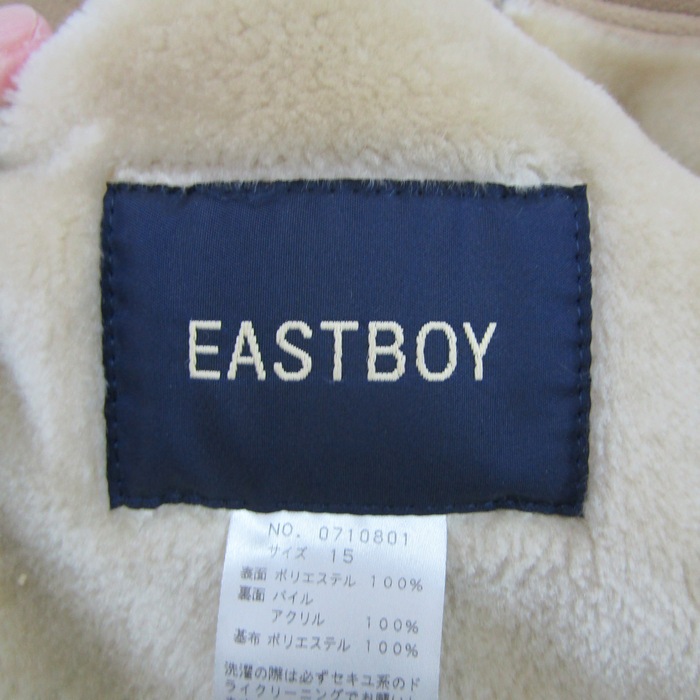 EASTBOY
NO. 0710801
サイズ 15
表面 ポリエステル 100%
裏面 パイル
アクリル 100%
基布 ポリエステル 100%
洗濯の際は必ずセキユ系のド
ライクリーニングでお願いい